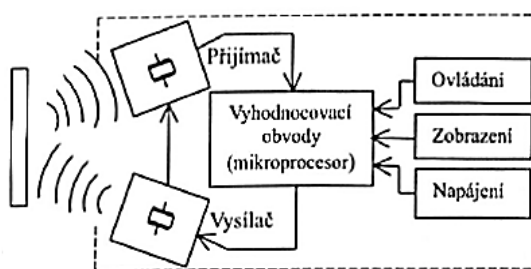 Přijímač
Vyhodnocovací
obvody
(mikroprocesor)
Vysílač
Ovládání
Zobrazení
Napájení